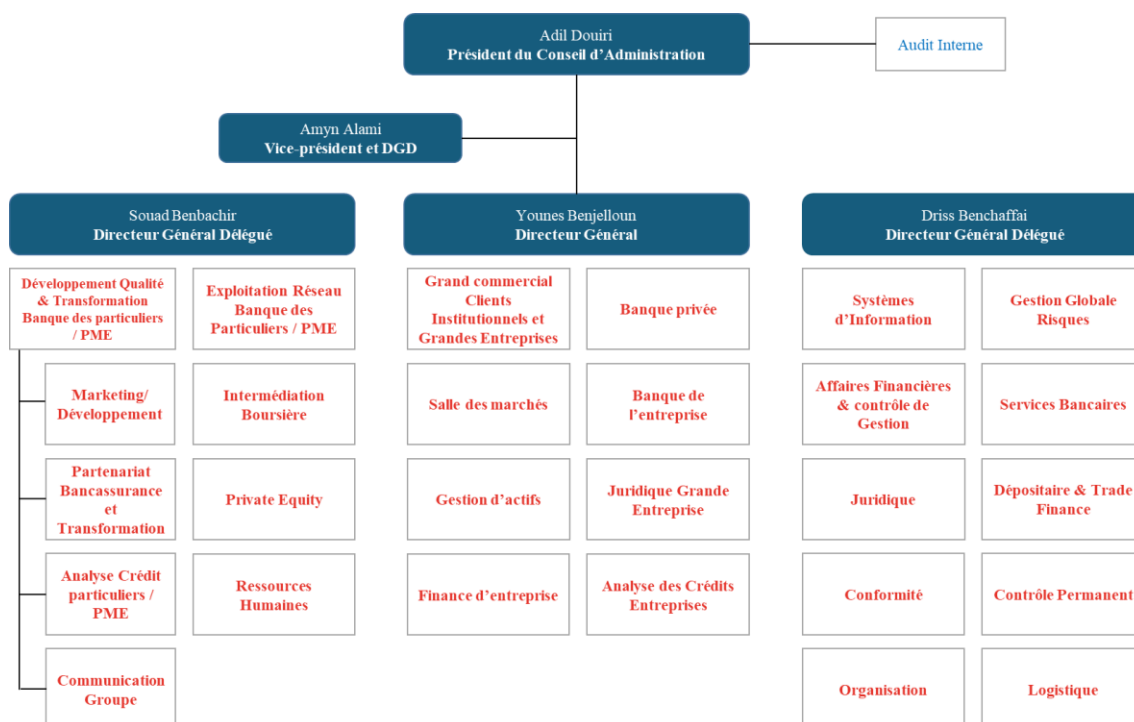 Adil Douiri
Président du Conseil d’Administration
Audit Interne
Amyn Alami
Vice-président et DGD
Souad Benbachir
Directeur Général Délégué
Younes Benjelloun
Directeur Général
Driss Benchaffai
Directeur Général Délégué
Développement Qualité
& Transformation
Banque des particuliers
/ PME
Exploitation Réseau
Banque des
Particuliers / PME
Marketing/
Développement
Intermédiation
Boursière
Partenariat
Bancassurance
et
Transformation
Private Equity
Analyse Crédit
particuliers /
PME
Ressources
Humaines
Communication
Groupe
Grand commercial
Clients
Institutionnels et
Grandes Entreprises
Banque privée
Salle des marchés
Banque de
l’entreprise
Gestion d’actifs
Juridique Grande
Entreprise
Finance d’entreprise
Analyse des Crédits
Entreprises
Systèmes
d’Information
Gestion Globale
Risques
Affaires Financières
& contrôle de
Gestion
Services Bancaires
Juridique
Dépositaire & Trade
Finance
Conformité
Contrôle Permanent
Organisation
Logistique